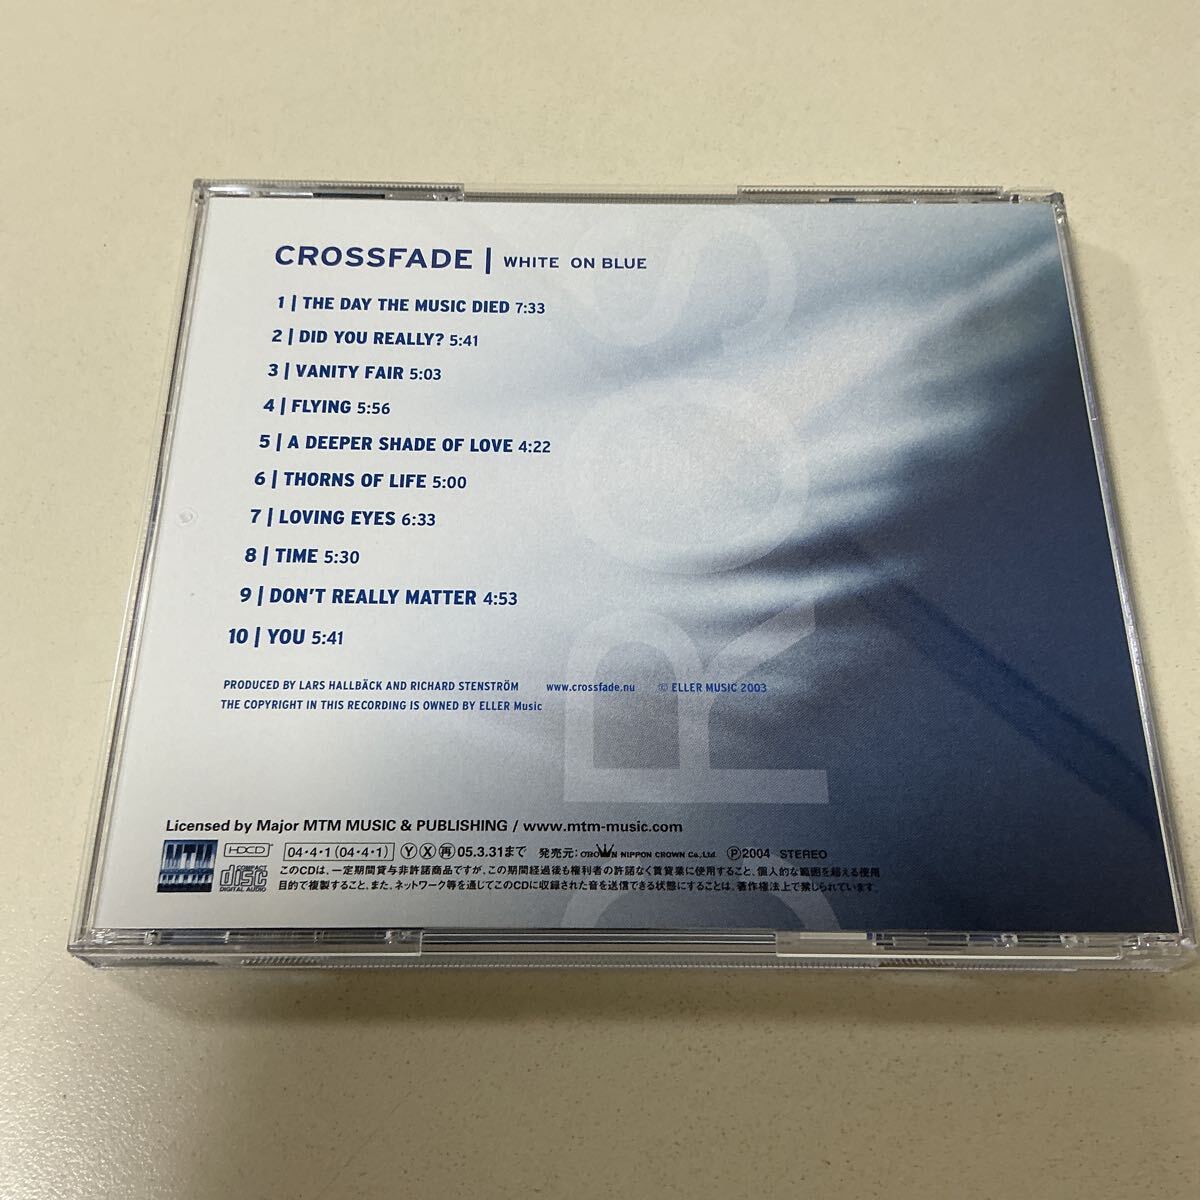 CROSSFADE | WHITE ON BLUE
1 | THE DAY THE MUSIC DIED 7:33
2 | DID YOU REALLY? 5:41
3 | VANITY FAIR 5:03
4 | FLYING 5:56
5 | A DEEPER SHADE OF LOVE 4:22
6 | THORNS OF LIFE 5:00
7 | LOVING EYES 6:33
8 | TIME 5:30
9 | DON'T REALLY MATTER 4:53
10 | YOU 5:41
PRODUCED BY LARS HALLBÄCK AND RICHARD STENSTRÖM www.crossfade.nu © ELLER MUSIC 2003
THE COPYRIGHT IN THIS RECORDING IS OWNED BY ELLER Music
CROS
Licensed by Major MTM MUSIC & PUBLISHING / www.mtm-music.com
MTM
HDCD 04・4・1 (04・4・1) Ⓨ Ⓧ ㊢05.3.31まで 発売元: CROWN NIPPON CROWN Co., Ltd. Ⓟ2004 STEREO
COMPACT disc DIGITAL AUDIO
このCDは、一定期間貸与非許諾商品ですが、この期間経過後も権利者の許諾なく賃貸業に使用すること、個人的な範囲を超える使用
目的で複製すること、また、ネットワーク等を通じてこのCDに収録された音を送信できる状態にすることは、著作権法上で禁じられています。